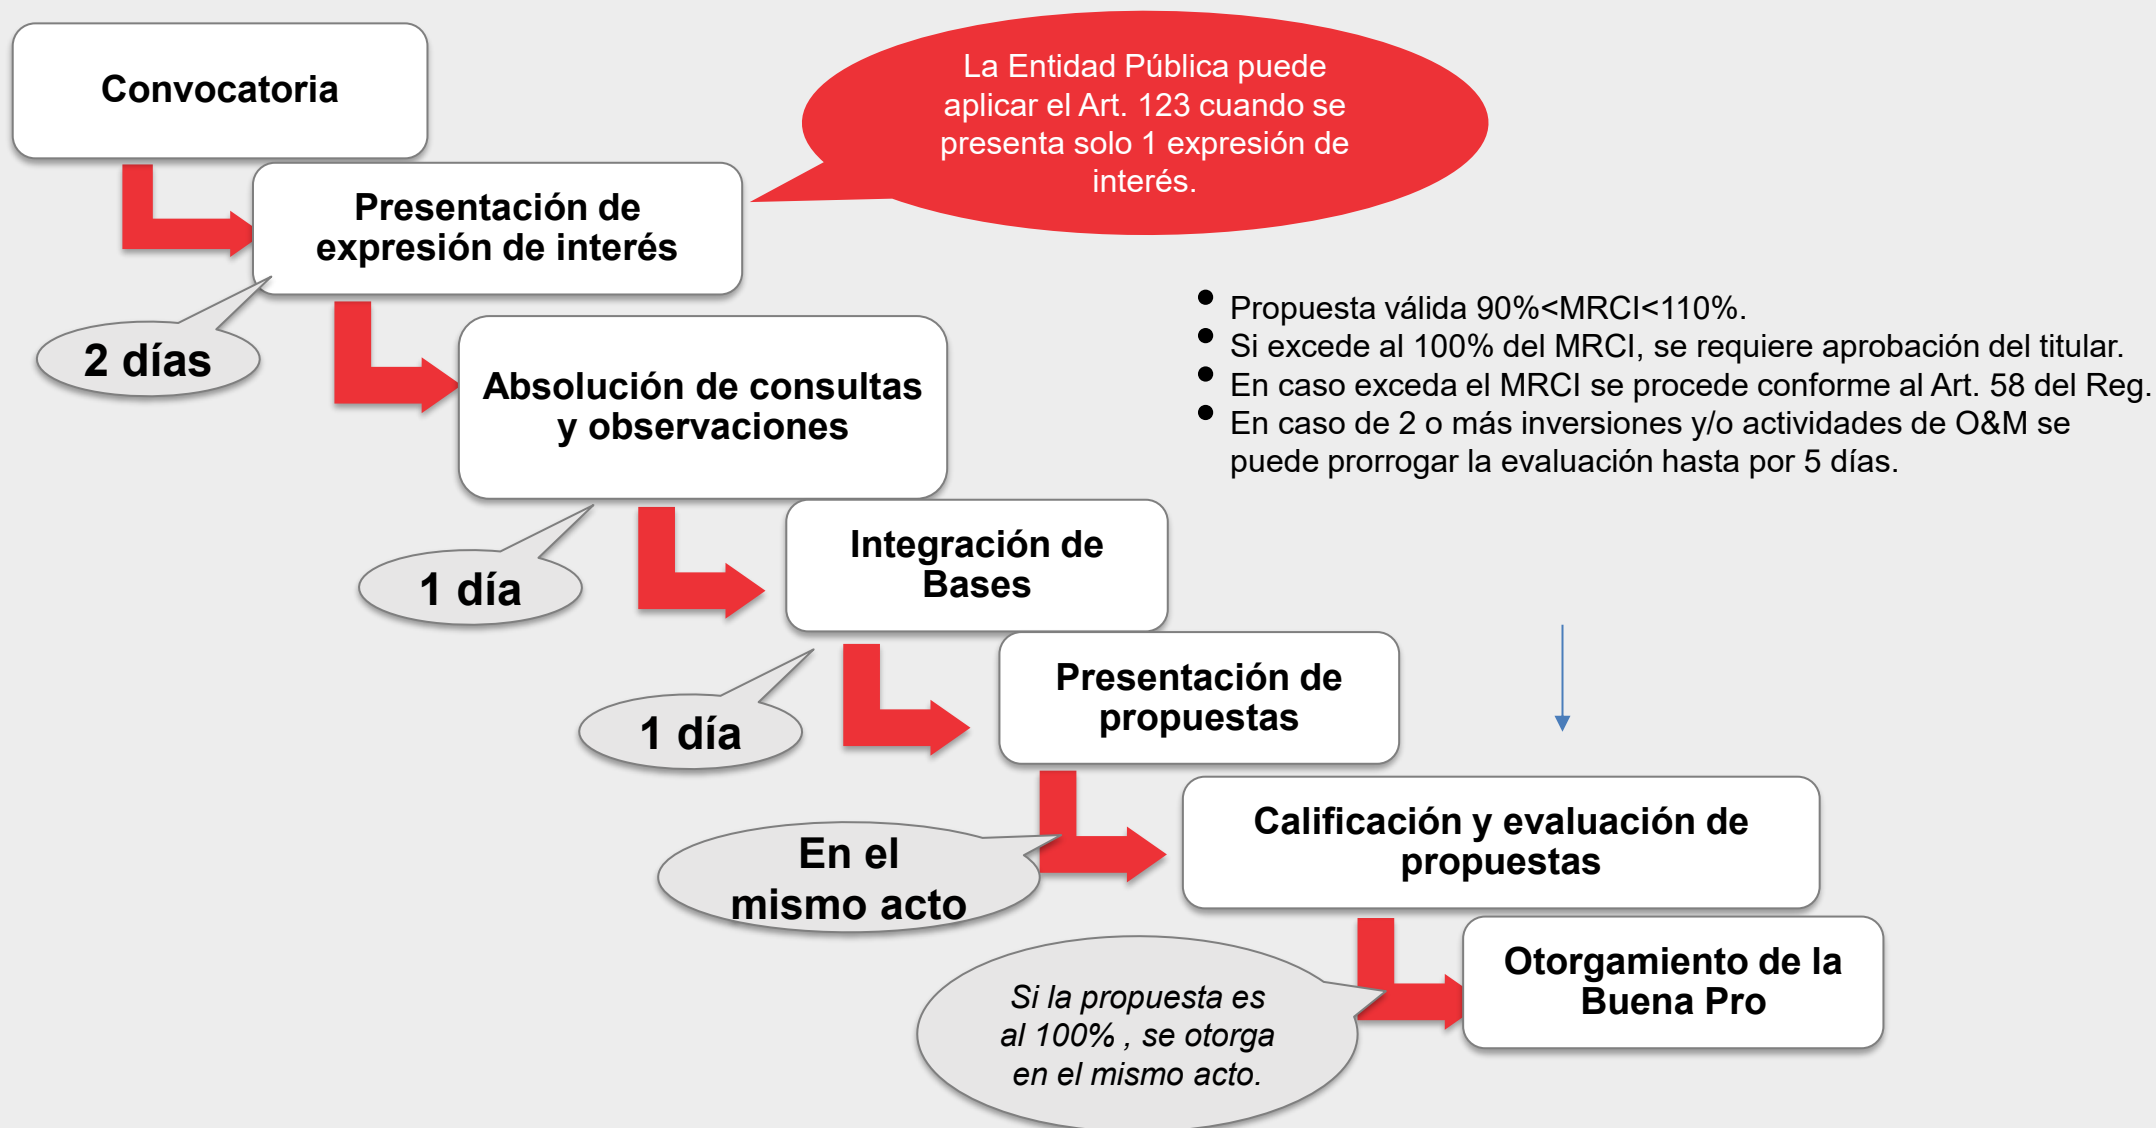 Convocatoria
La Entidad Pública puede
aplicar el Art. 123 cuando se
presenta solo 1 expresión de
interés.
Presentación de
expresión de interés
2 días
• Propuesta válida 90%<MRCI<110%.
• Si excede al 100% del MRCI, se requiere aprobación del titular.
• En caso exceda el MRCI se procede conforme al Art. 58 del Reg.
• En caso de 2 o más inversiones y/o actividades de O&M se
puede prorrogar la evaluación hasta por 5 días.
Absolución de consultas
y observaciones
1 día
Integración de
Bases
1 día
Presentación de
propuestas
En el
mismo acto
Calificación y evaluación de
propuestas
Si la propuesta es
al 100% , se otorga
en el mismo acto.
Otorgamiento de la
Buena Pro